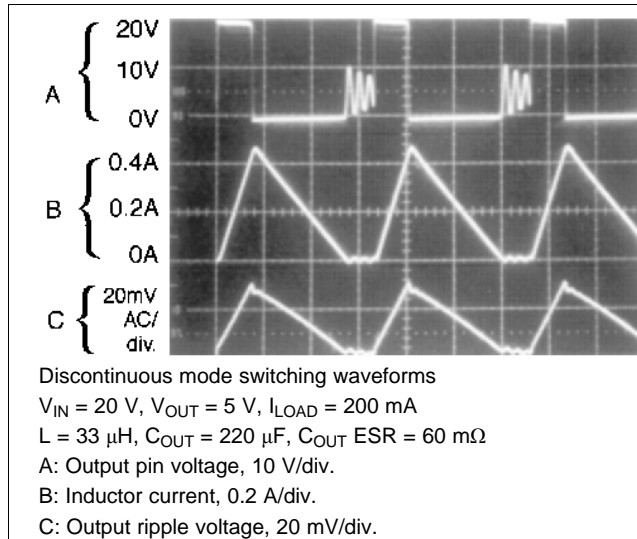 20V
A { 10V
0V
0.4A
B { 0.2A
0A
20mV
C { AC/
div.
Discontinuous mode switching waveforms
V_IN = 20 V, V_OUT = 5 V, I_LOAD = 200 mA
L = 33 μH, C_OUT = 220 μF, C_OUT ESR = 60 mΩ
A: Output pin voltage, 10 V/div.
B: Inductor current, 0.2 A/div.
C: Output ripple voltage, 20 mV/div.